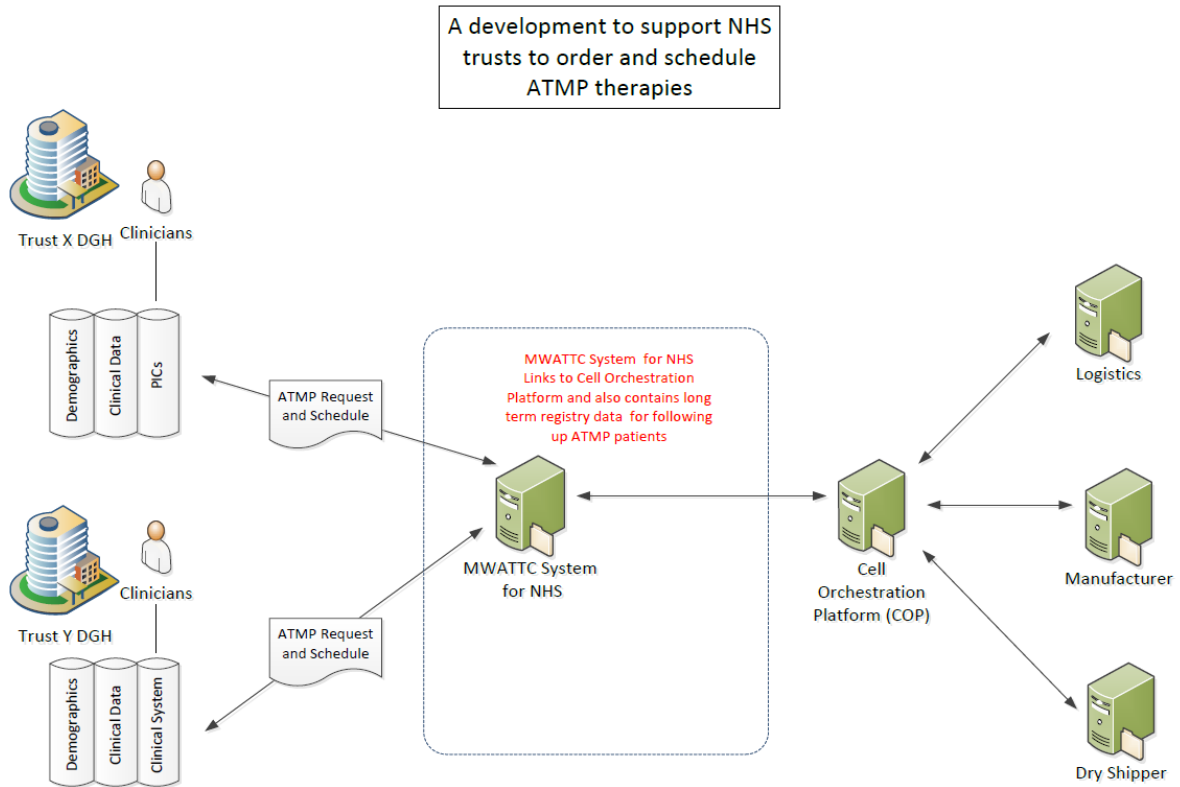 A development to support NHS
trusts to order and schedule
ATMP therapies
Trust X DGH
Clinicians
Demographics
Clinical Data
PICs
ATMP Request
and Schedule
MWATTC System for NHS
Links to Cell Orchestration
Platform and also contains long
term registry data for following
up ATMP patients
MWATTC System
for NHS
Cell
Orchestration
Platform (COP)
Logistics
Manufacturer
Dry Shipper
Trust Y DGH
Clinicians
Demographics
Clinical Data
Clinical System
ATMP Request
and Schedule